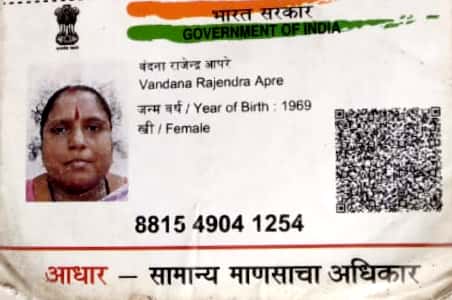 भारत सरकार
GOVERNMENT OF INDIA
वंदना राजेन्द्र आपरे
Vandana Rajendra Apre
जन्म वर्ष / Year of Birth : 1969
स्री / Female
8815 4904 1254
आधार – सामान्य माणसाचा अधिकार